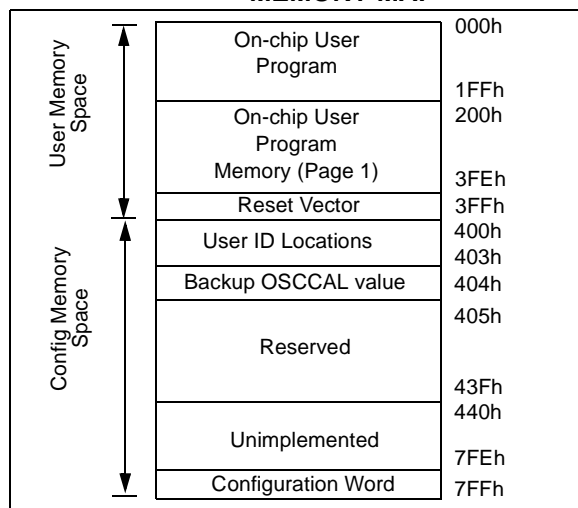 000h
On-chip User
Program
1FFh
200h
On-chip User
Program
Memory (Page 1)
3FEh
Reset Vector
3FFh
User Memory
Space
400h
User ID Locations
403h
Backup OSCCAL value
404h
405h
Reserved
43Fh
440h
Unimplemented
7FEh
Configuration Word
7FFh
Config Memory
Space